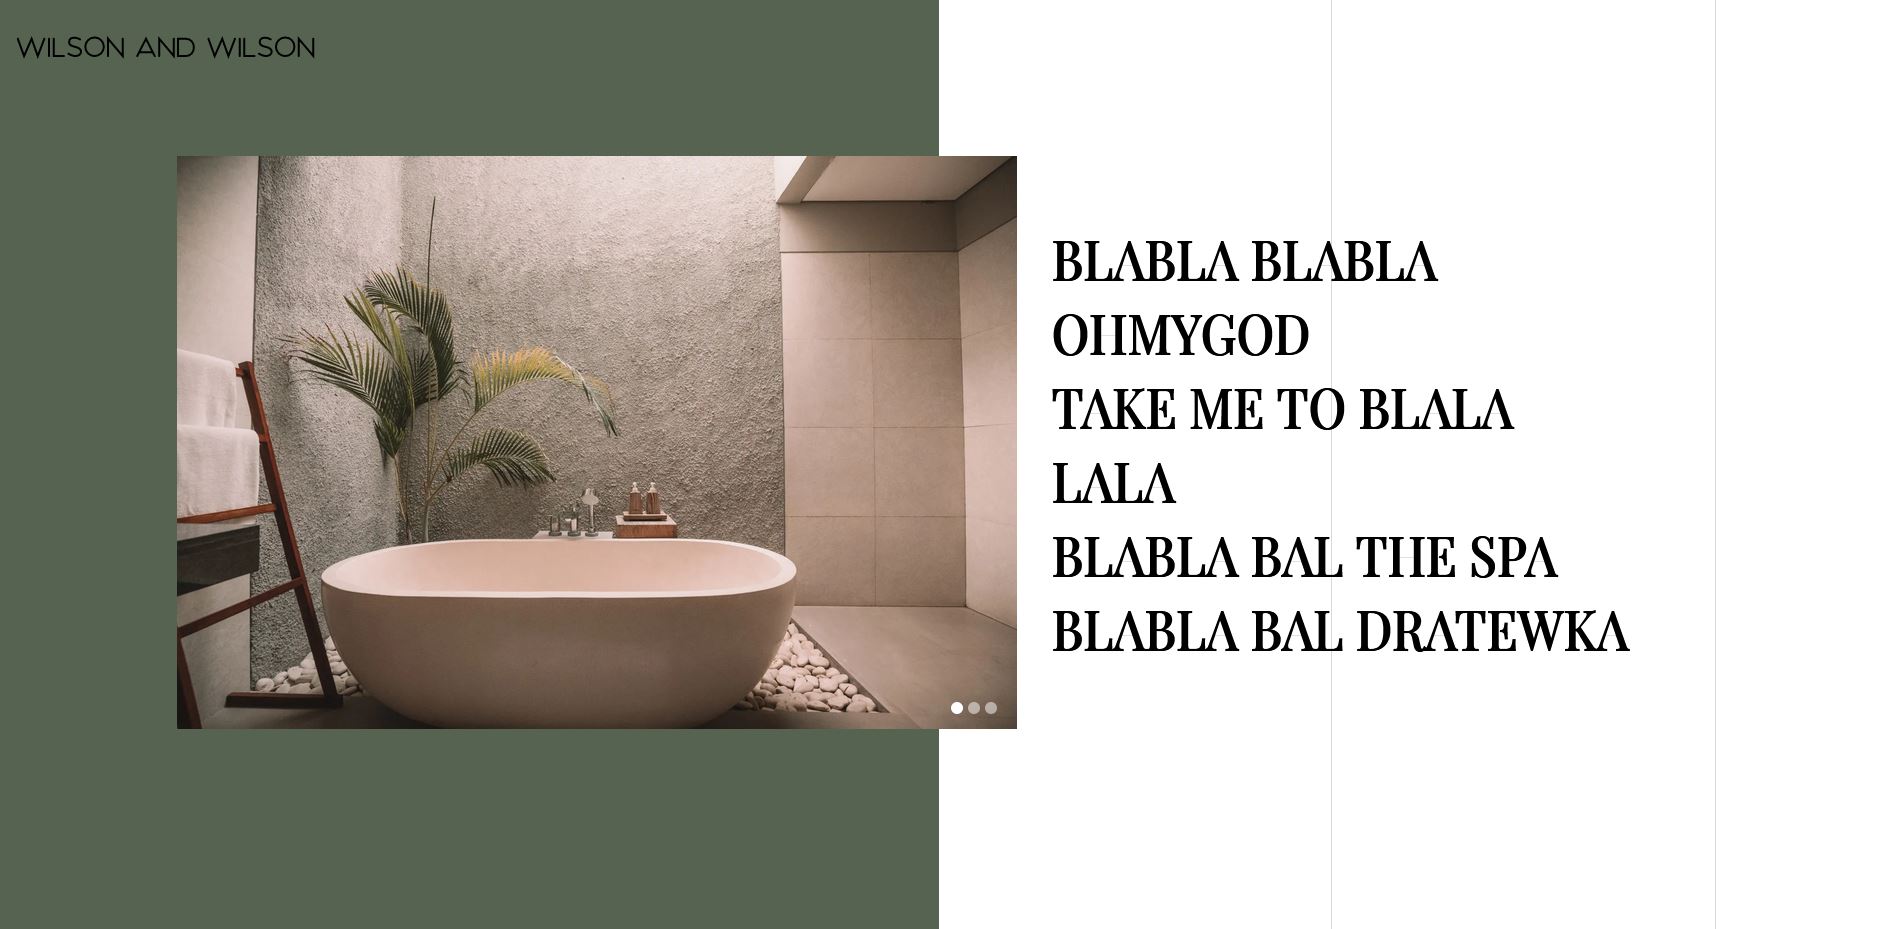 WILSON AND WILSON
BLABLA BLABLA
OHMYGOD
TAKE ME TO BLALA
LALA
BLABLA BAL THE SPA
BLABLA BAL DRATEWKA